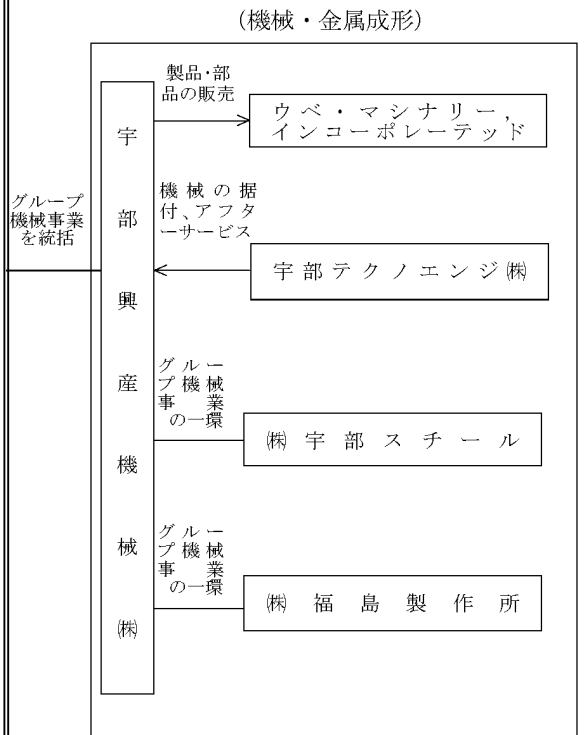 (機械・金属成形)
グループ
機械事業
を統括
宇部興産機械㈱
製品・部
品の販売
ウベ・マシナリー,
インコーポレーテッド
機械の据
付、アフタ
ーサービス
宇部テクノエンジ㈱
グルー
プ機械
事業
の一環
㈱宇部スチール
グルー
プ機械
事業
の一環
㈱福島製作所